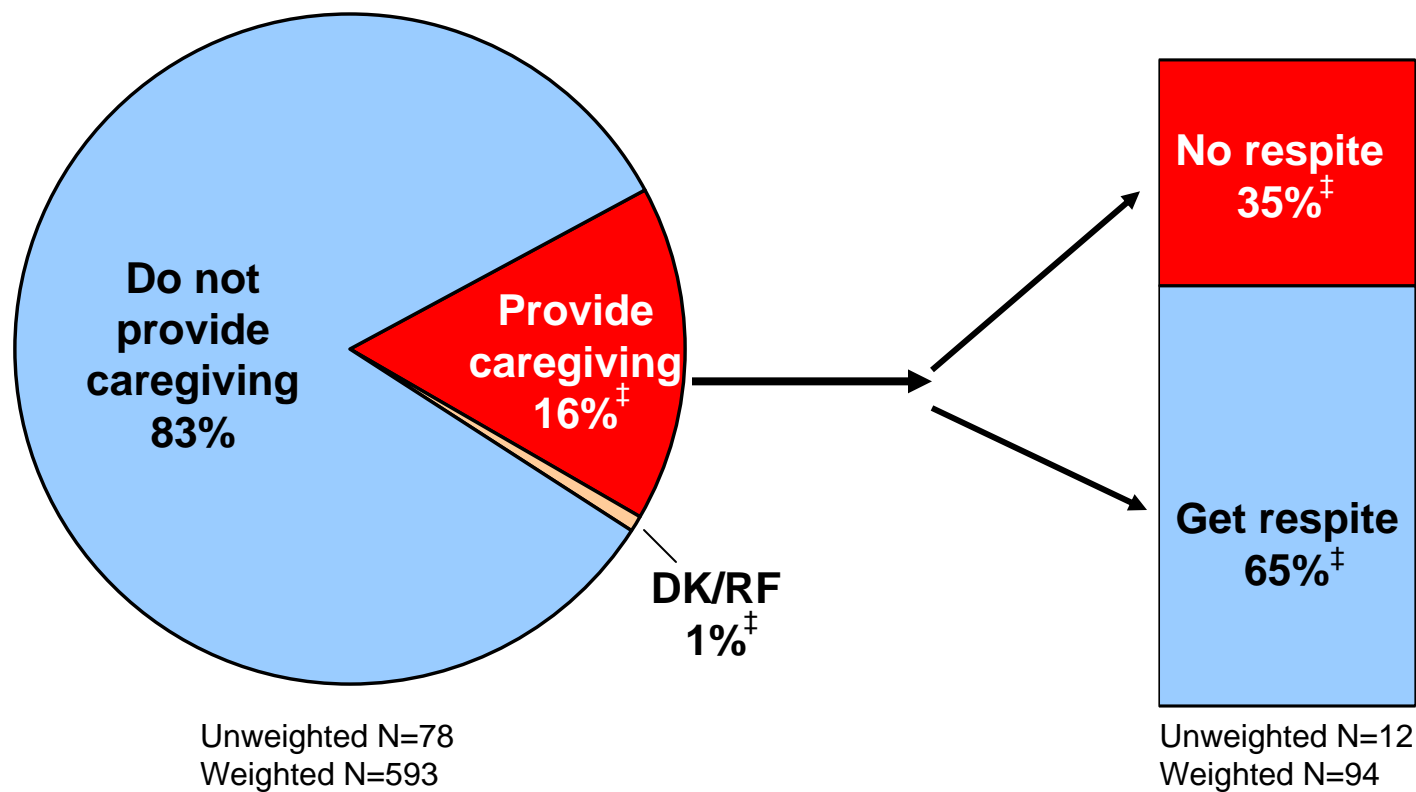 Do not
provide
caregiving
83%
Provide
caregiving
16%‡
DK/RF
1%‡
Unweighted N=78
Weighted N=593
No respite
35%‡
Get respite
65%‡
Unweighted N=12
Weighted N=94